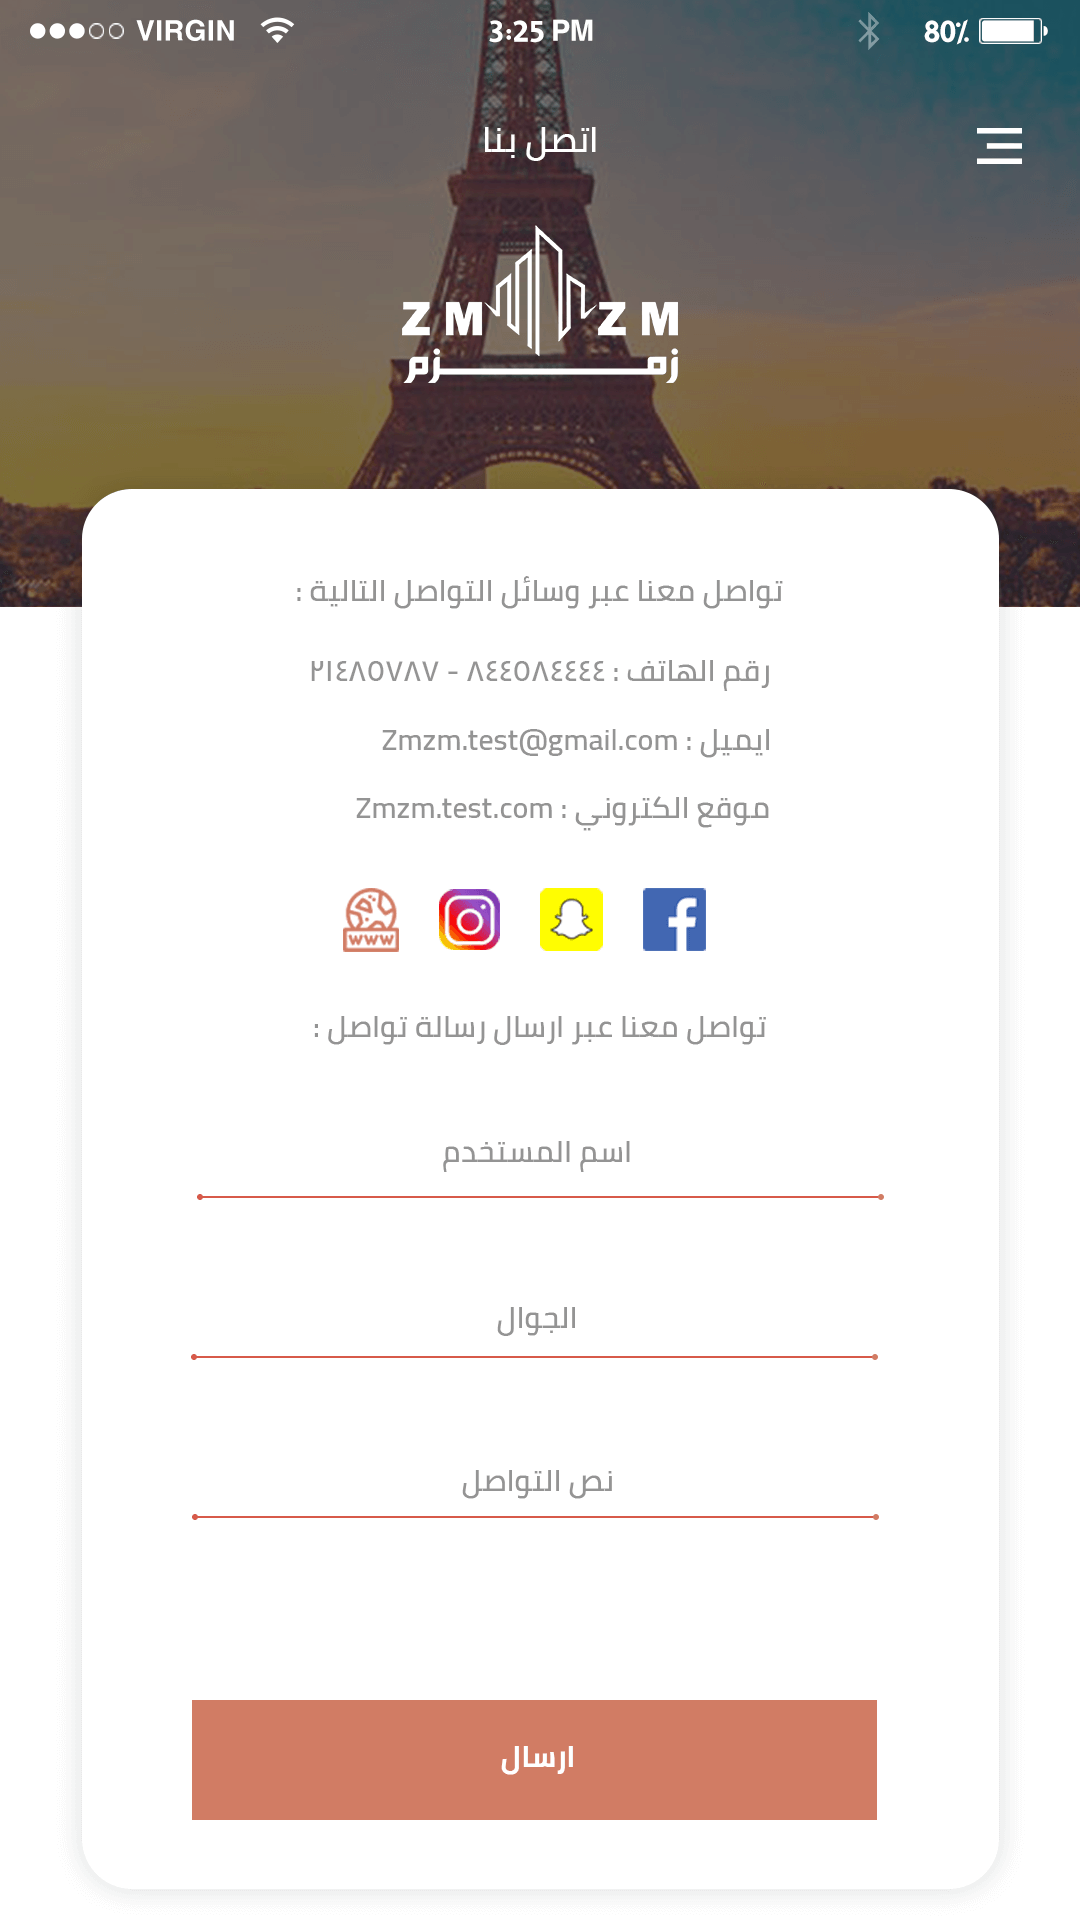 VIRGIN 3:25 PM 80٪
اتصل بنا
ZM ZM
زمزم
تواصل معنا عبر وسائل التواصل التالية :
رقم الهاتف : ٨٤٤٥٨٤٤٤٤ - ٢١٤٨٥٧٨٧
ايميل : Zmzm.test@gmail.com
موقع الكتروني : Zmzm.test.com
www
تواصل معنا عبر ارسال رسالة تواصل :
اسم المستخدم
الجوال
نص التواصل
ارسال